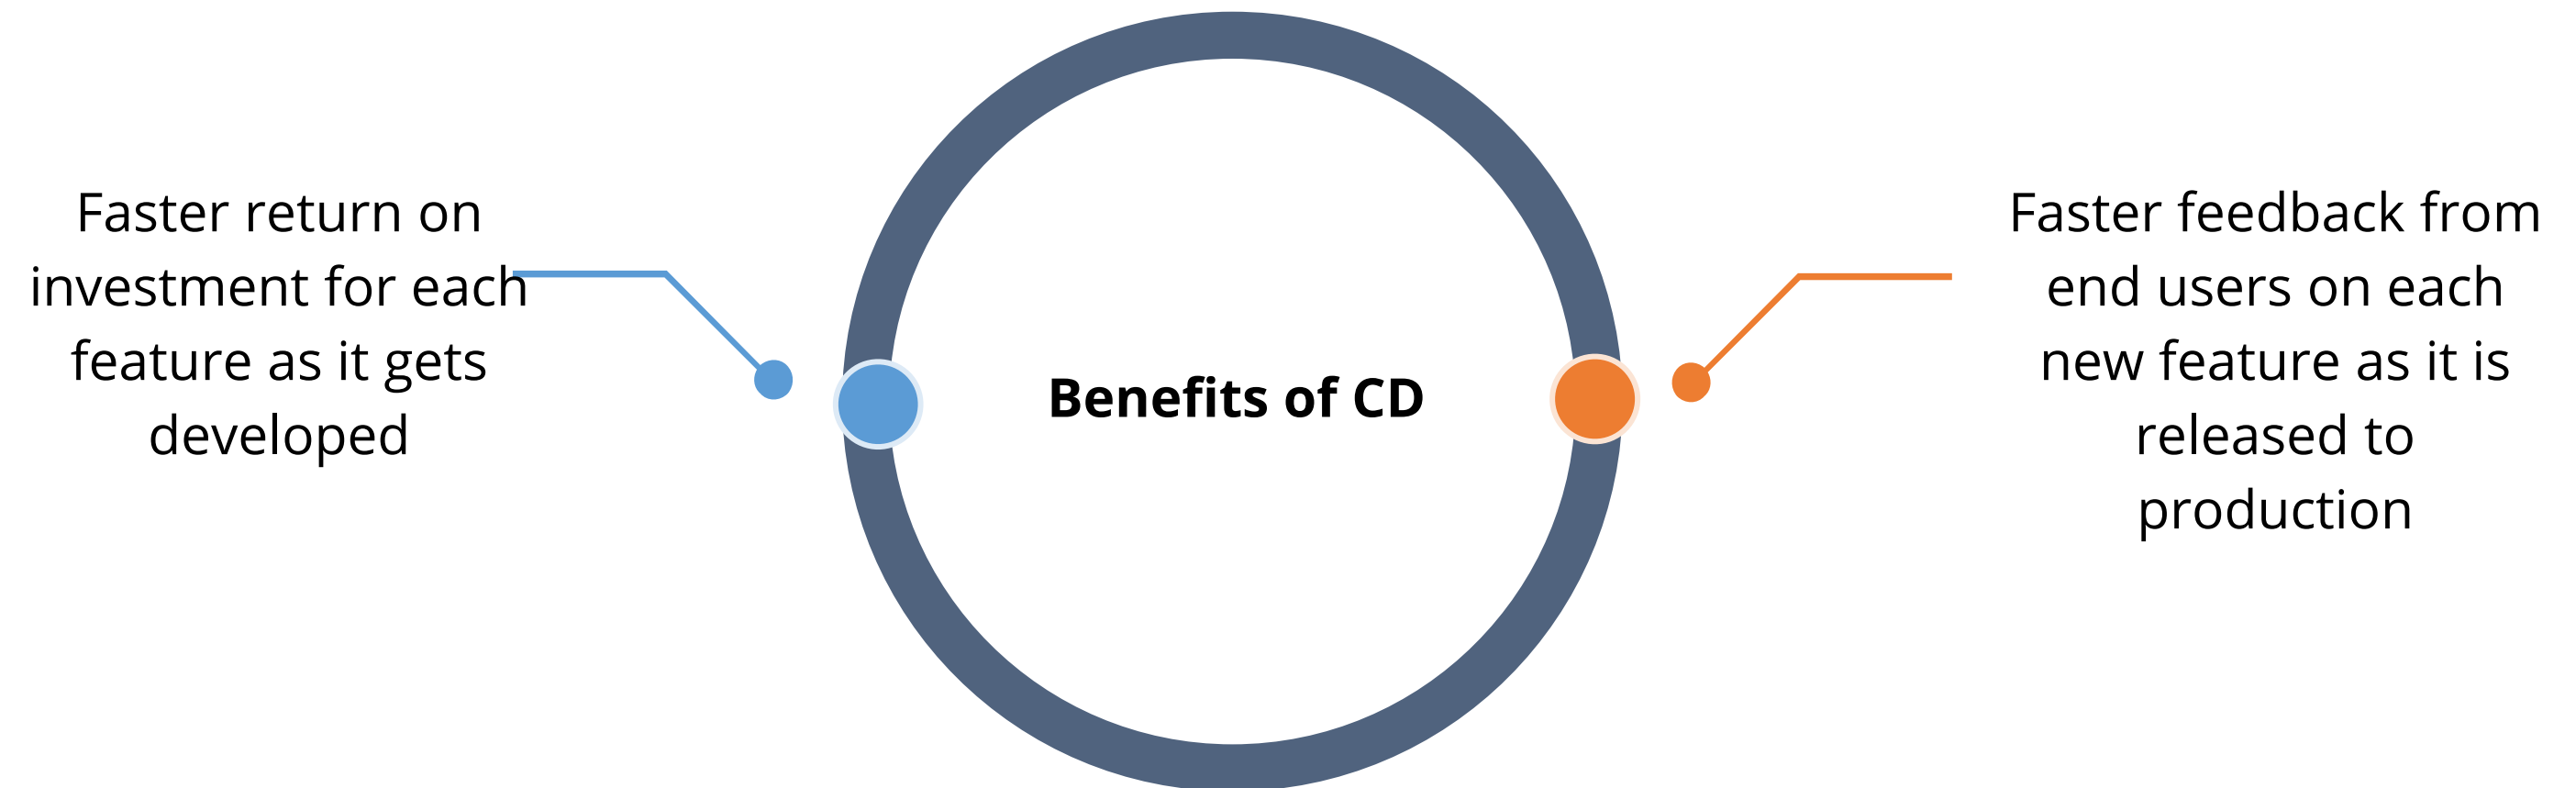 Faster return on
investment for each
feature as it gets
developed
Benefits of CD
Faster feedback from
end users on each
new feature as it is
released to
production